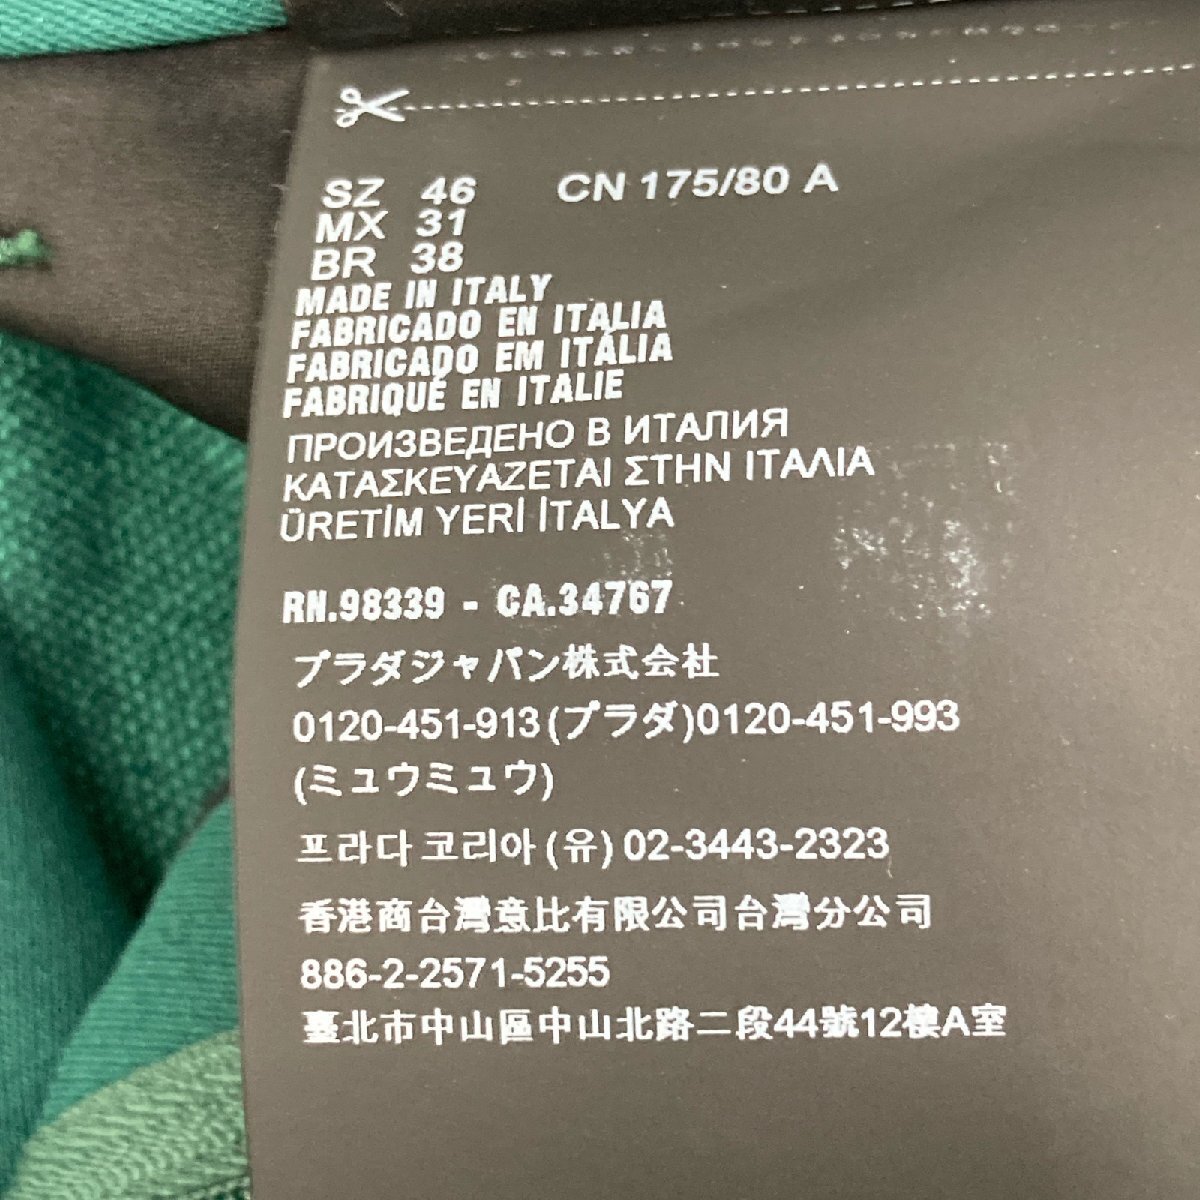 SZ 46 CN 175/80 A
MX 31
BR 38
MADE IN ITALY
FABRICADO EN ITALIA
FABRICADO EM ITÁLIA
FABRIQUÉ EN ITALIE
ПРОИЗВЕДЕНО В ИТАЛИЯ
ΚΑΤΑΣΚΕΥΑΖΕΤΑΙ ΣΤΗΝ ΙΤΑΛΙΑ
ÜRETİM YERİ İTALYA
RN.98339 - CA.34767
プラダジャパン株式会社
0120-451-913(プラダ)0120-451-993
(ミュウミュウ)
프라다 코리아 (유) 02-3443-2323
香港商台灣意比有限公司台灣分公司
886-2-2571-5255
臺北市中山區中山北路二段44號12樓A室